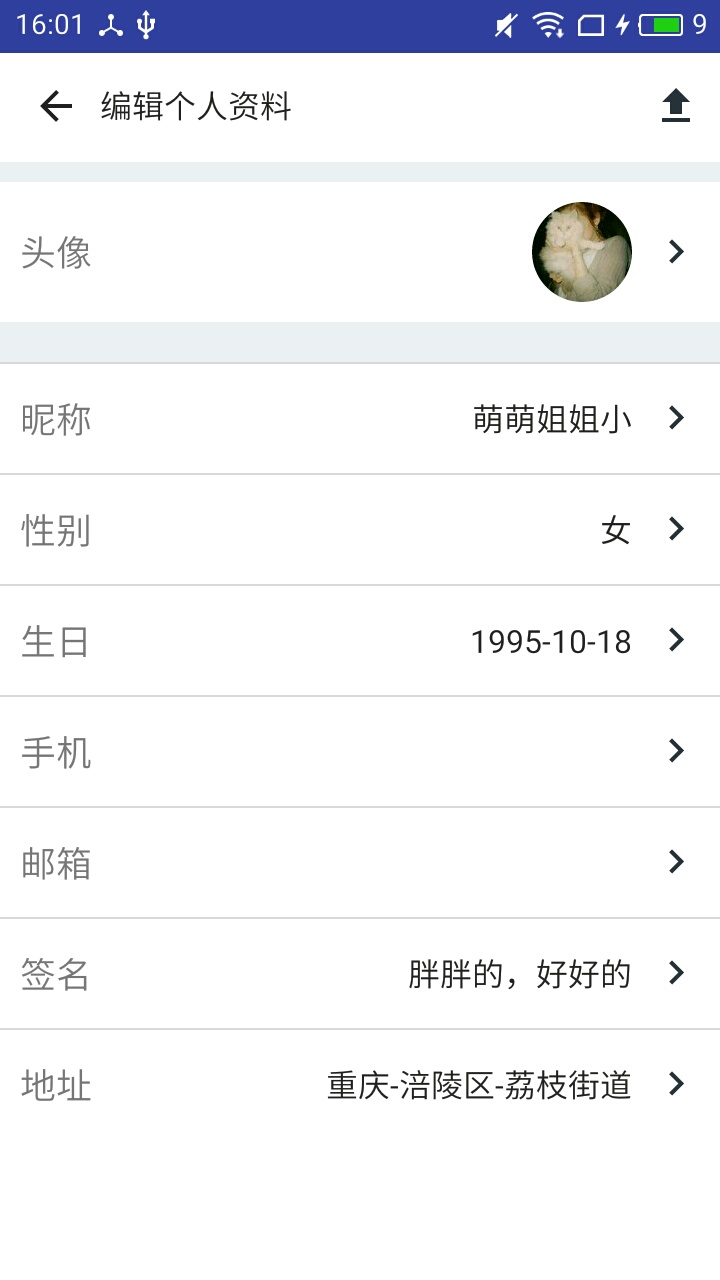 16:01 9
编辑个人资料
头像
昵称 萌萌姐姐小
性别 女
生日 1995-10-18
手机
邮箱
签名 胖胖的，好好的
地址 重庆-涪陵区-荔枝街道